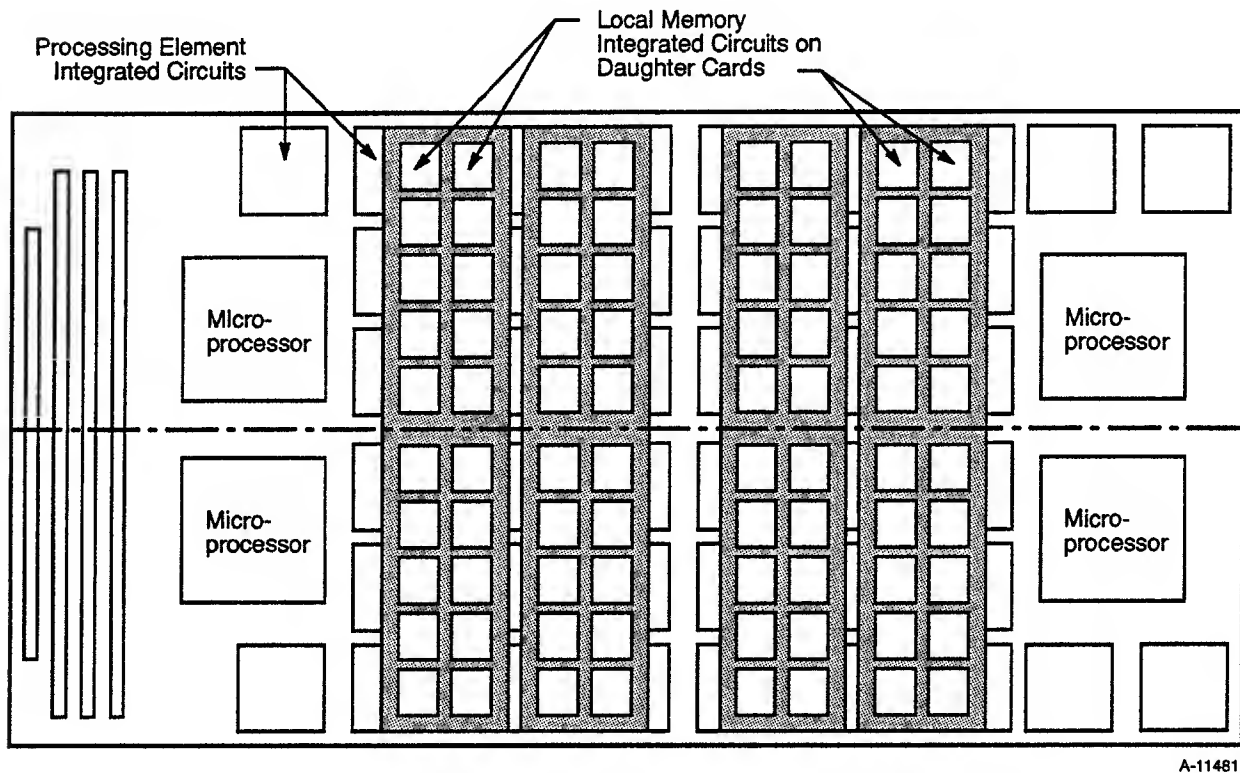 Processing Element
Integrated Circuits
Local Memory
Integrated Circuits on
Daughter Cards
Micro-
processor
Micro-
processor
Micro-
processor
Micro-
processor
A-11481